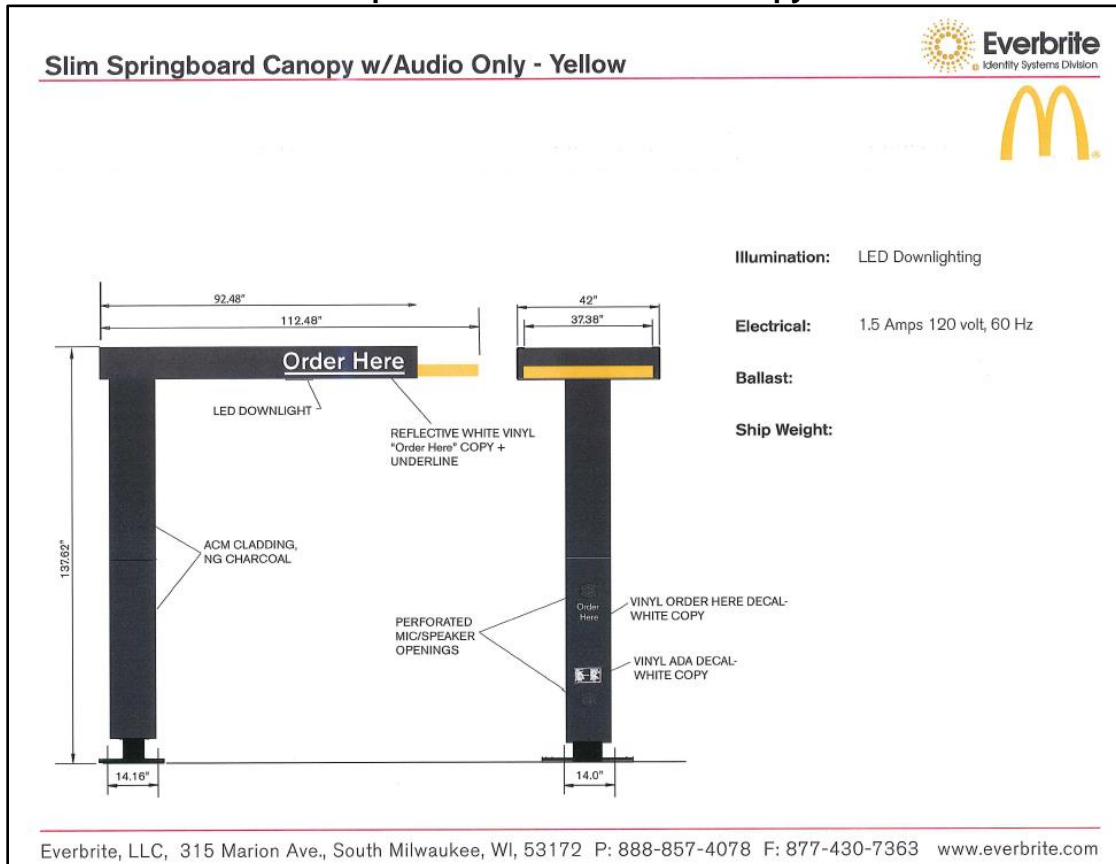 Slim Springboard Canopy w/Audio Only - Yellow
Everbrite
Identity Systems Division
Illumination: LED Downlighting
Electrical: 1.5 Amps 120 volt, 60 Hz
Ballast:
Ship Weight:
92.48"
112.48"
42"
37.38"
Order Here
LED DOWNLIGHT
REFLECTIVE WHITE VINYL
"Order Here" COPY +
UNDERLINE
137.62"
ACM CLADDING,
NG CHARCOAL
PERFORATED
MIC/SPEAKER
OPENINGS
Order
Here
VINYL ORDER HERE DECAL-
WHITE COPY
VINYL ADA DECAL-
WHITE COPY
14.16"
14.0"
Everbrite, LLC, 315 Marion Ave., South Milwaukee, WI, 53172 P: 888-857-4078 F: 877-430-7363 www.everbrite.com